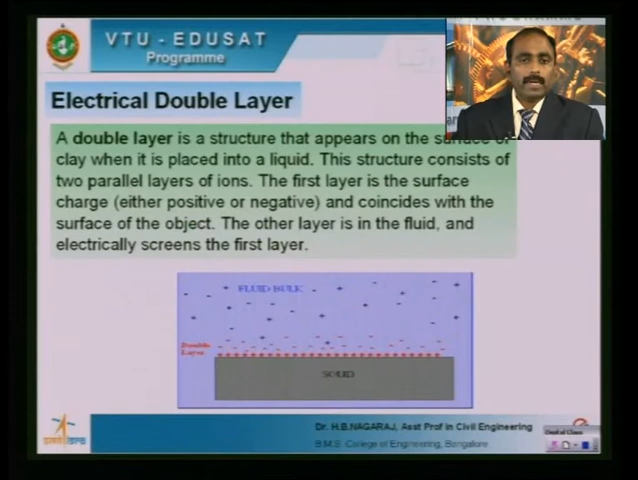 VTU - EDUSAT
Programme
Electrical Double Layer
A double layer is a structure that appears on the surface of
clay when it is placed into a liquid. This structure consists of
two parallel layers of ions. The first layer is the surface
charge (either positive or negative) and coincides with the
surface of the object. The other layer is in the fluid, and
electrically screens the first layer.
FLUID BULK
Double
Layer
SOLID
Dr. H.B.NAGARAJ, Asst Prof in Civil Engineering
B.M.S. College of Engineering, Bangalore